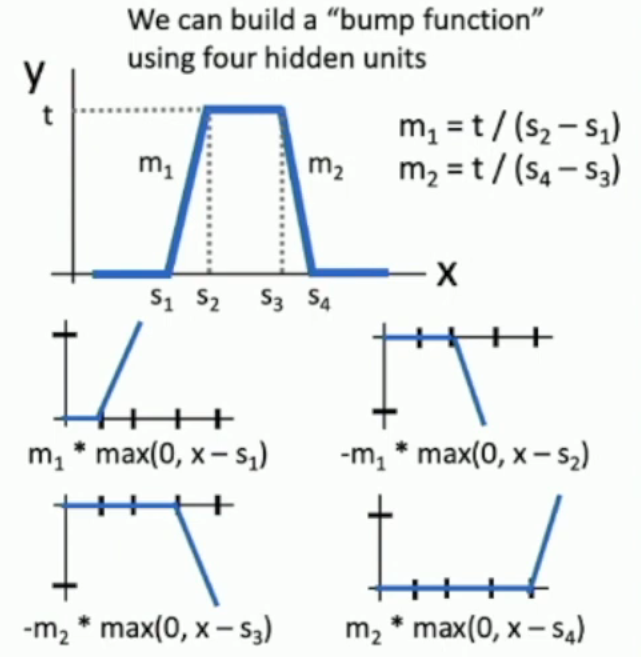 We can build a “bump function”
using four hidden units
y
t
m₁
m₂
m₁ = t / (s₂ – s₁)
m₂ = t / (s₄ – s₃)
x
s₁ s₂ s₃ s₄
m₁ * max(0, x – s₁)
-m₁ * max(0, x – s₂)
-m₂ * max(0, x – s₃)
m₂ * max(0, x – s₄)